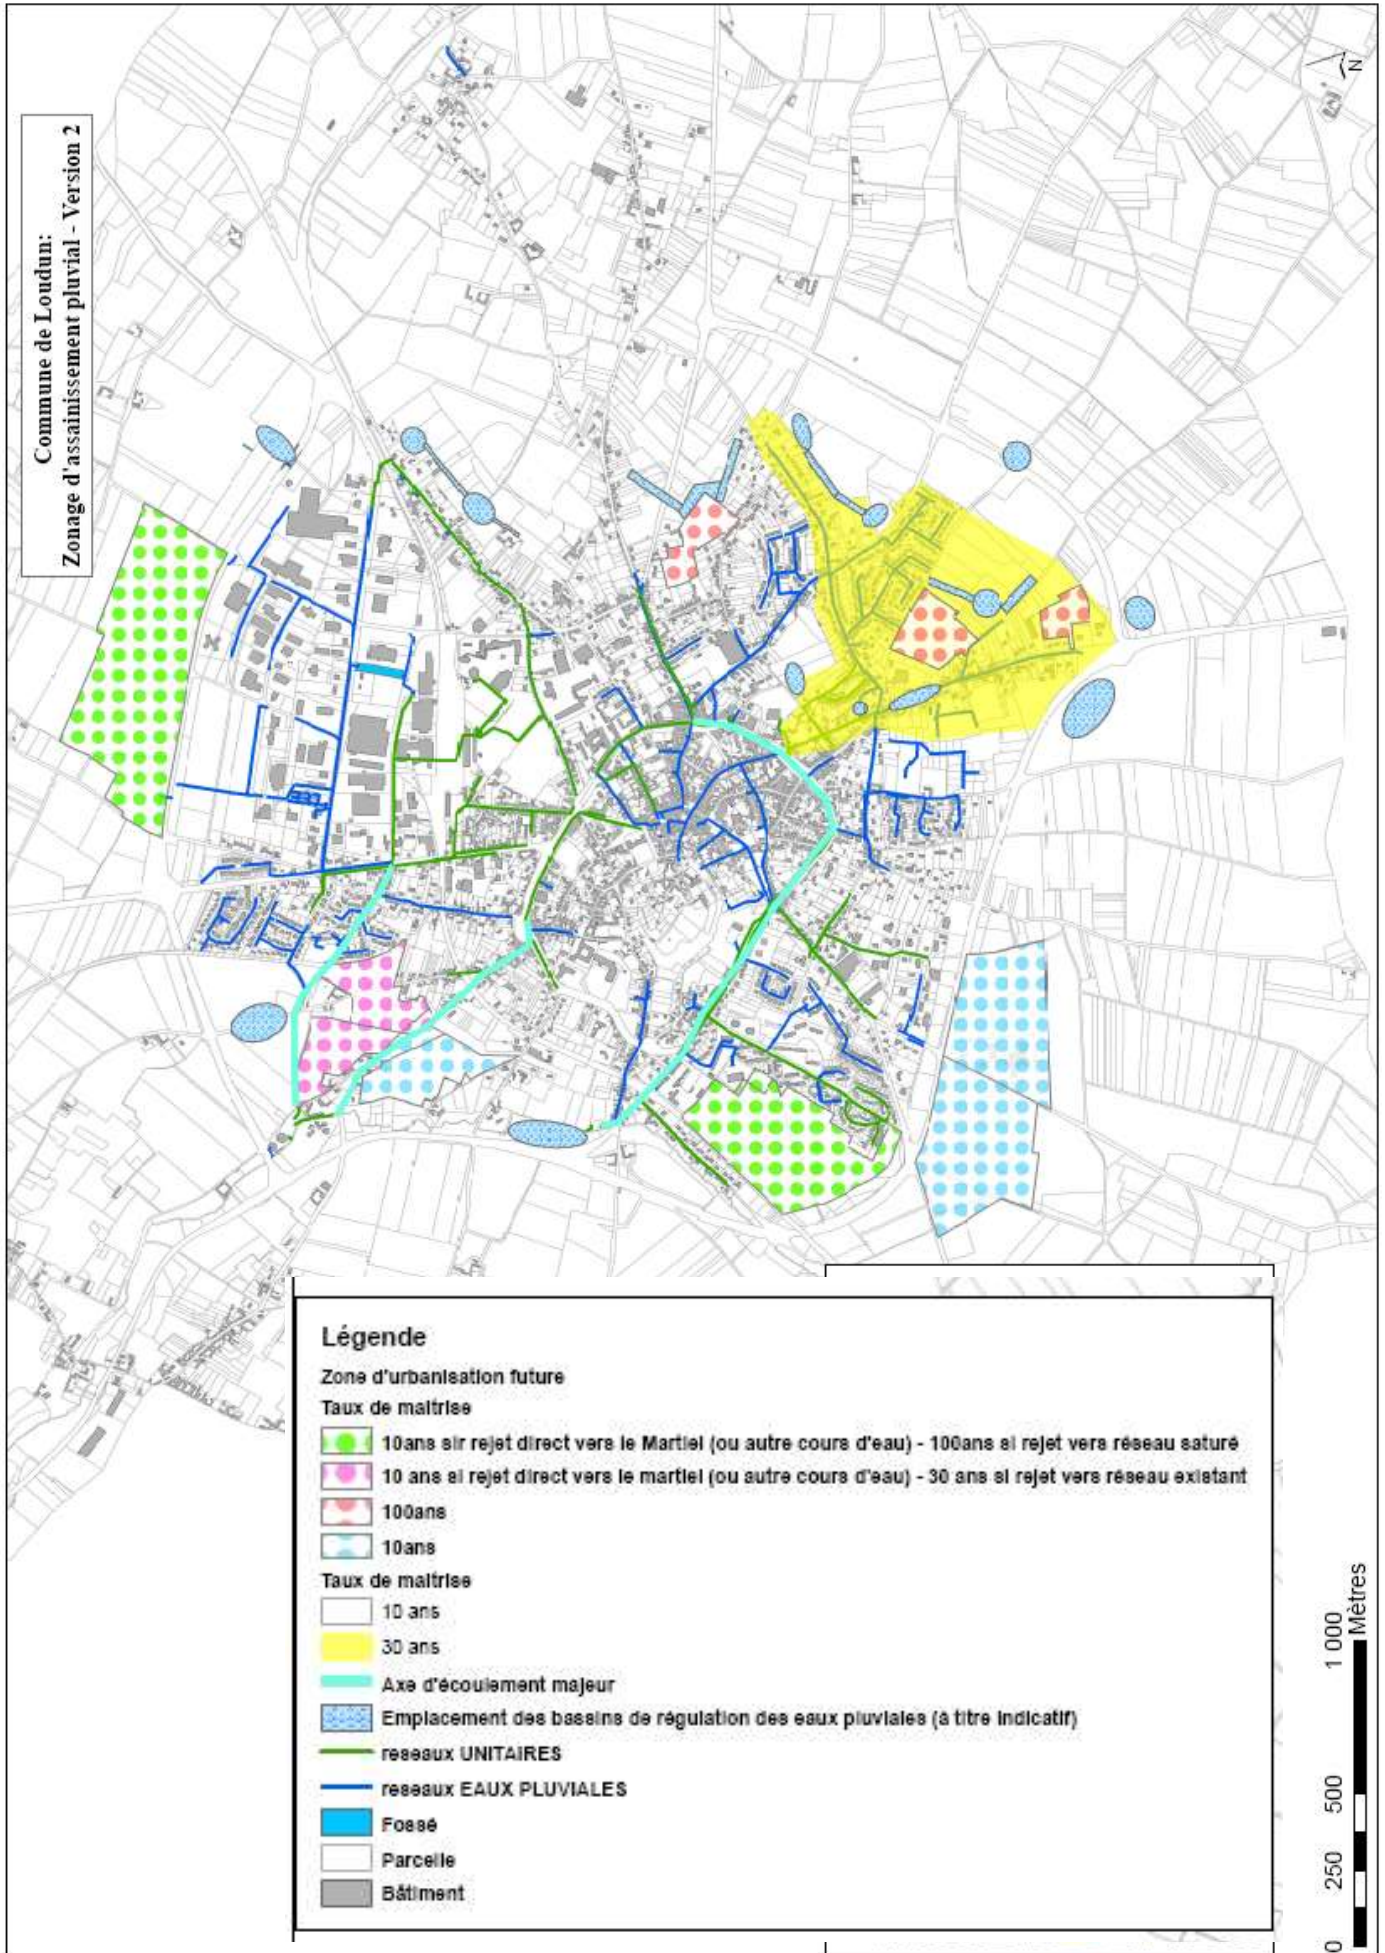 Commune de Loudun:
Zonage d'assainissement pluvial - Version 2
N
Légende
Zone d'urbanisation future
Taux de maitrise
10ans sir rejet direct vers le Martiel (ou autre cours d'eau) - 100ans si rejet vers réseau saturé
10 ans si rejet direct vers le martiel (ou autre cours d'eau) - 30 ans si rejet vers réseau existant
100ans
10ans
Taux de maitrise
10 ans
30 ans
Axe d'écoulement majeur
Emplacement des bassins de régulation des eaux pluviales (à titre indicatif)
reseaux UNITAIRES
reseaux EAUX PLUVIALES
Fossé
Parcelle
Bâtiment
0 250 500 1 000
Mètres